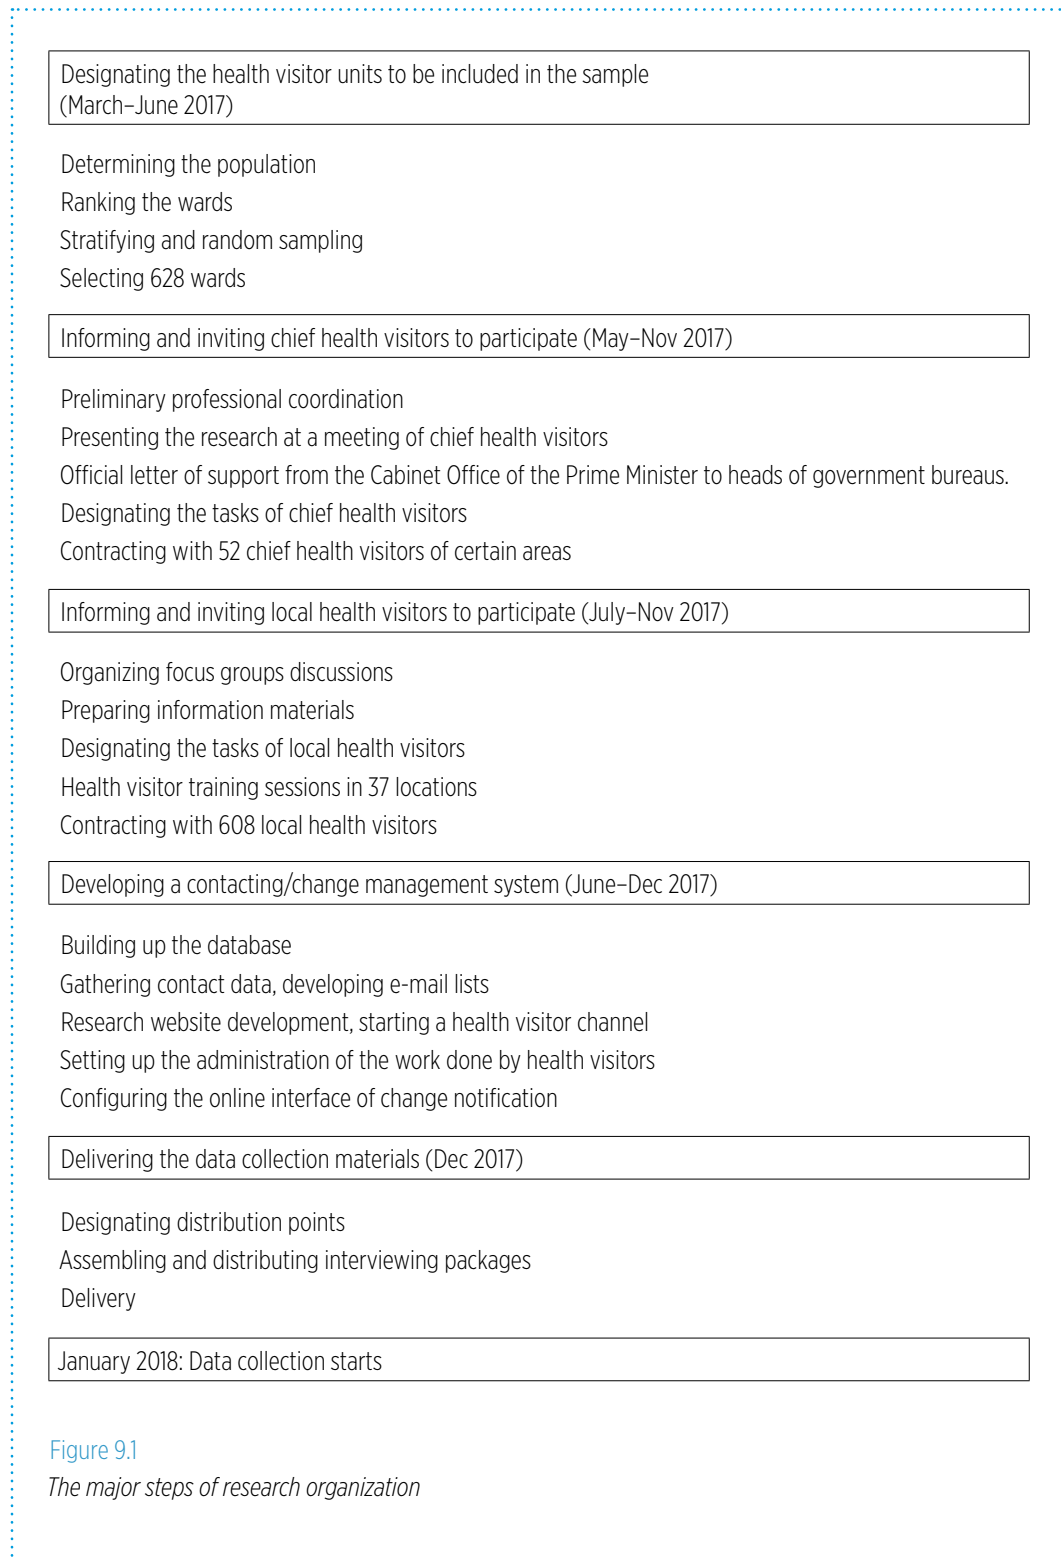 Designating the health visitor units to be included in the sample
(March–June 2017)
Determining the population
Ranking the wards
Stratifying and random sampling
Selecting 628 wards
Informing and inviting chief health visitors to participate (May–Nov 2017)
Preliminary professional coordination
Presenting the research at a meeting of chief health visitors
Official letter of support from the Cabinet Office of the Prime Minister to heads of government bureaus.
Designating the tasks of chief health visitors
Contracting with 52 chief health visitors of certain areas
Informing and inviting local health visitors to participate (July–Nov 2017)
Organizing focus groups discussions
Preparing information materials
Designating the tasks of local health visitors
Health visitor training sessions in 37 locations
Contracting with 608 local health visitors
Developing a contacting/change management system (June–Dec 2017)
Building up the database
Gathering contact data, developing e-mail lists
Research website development, starting a health visitor channel
Setting up the administration of the work done by health visitors
Configuring the online interface of change notification
Delivering the data collection materials (Dec 2017)
Designating distribution points
Assembling and distributing interviewing packages
Delivery
January 2018: Data collection starts
Figure 9.1
The major steps of research organization